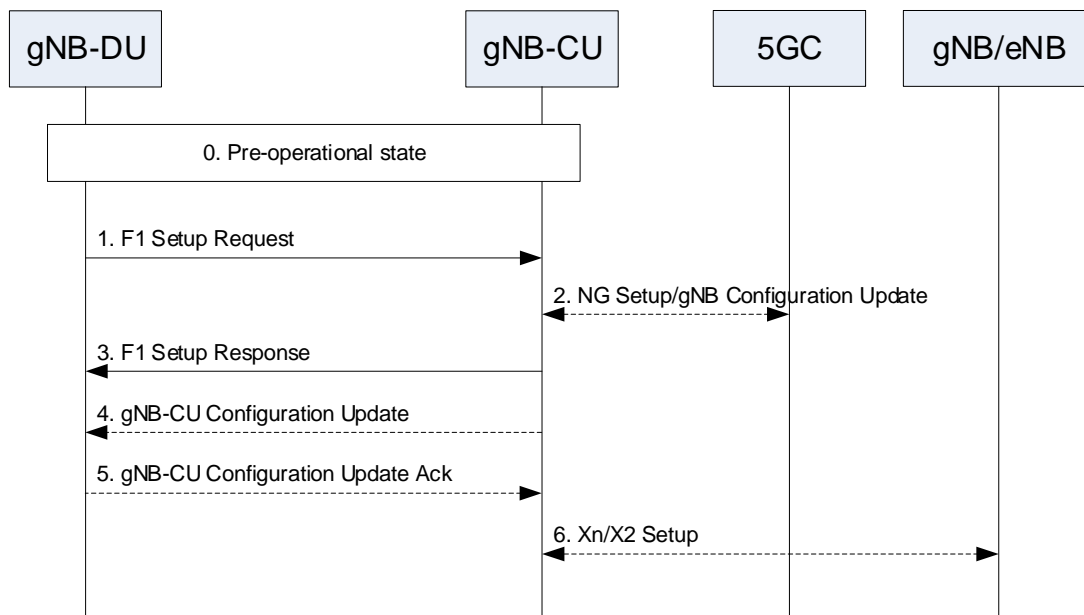 gNB-DU
gNB-CU
5GC
gNB/eNB
0. Pre-operational state
1. F1 Setup Request
2. NG Setup/gNB Configuration Update
3. F1 Setup Response
4. gNB-CU Configuration Update
5. gNB-CU Configuration Update Ack
6. Xn/X2 Setup